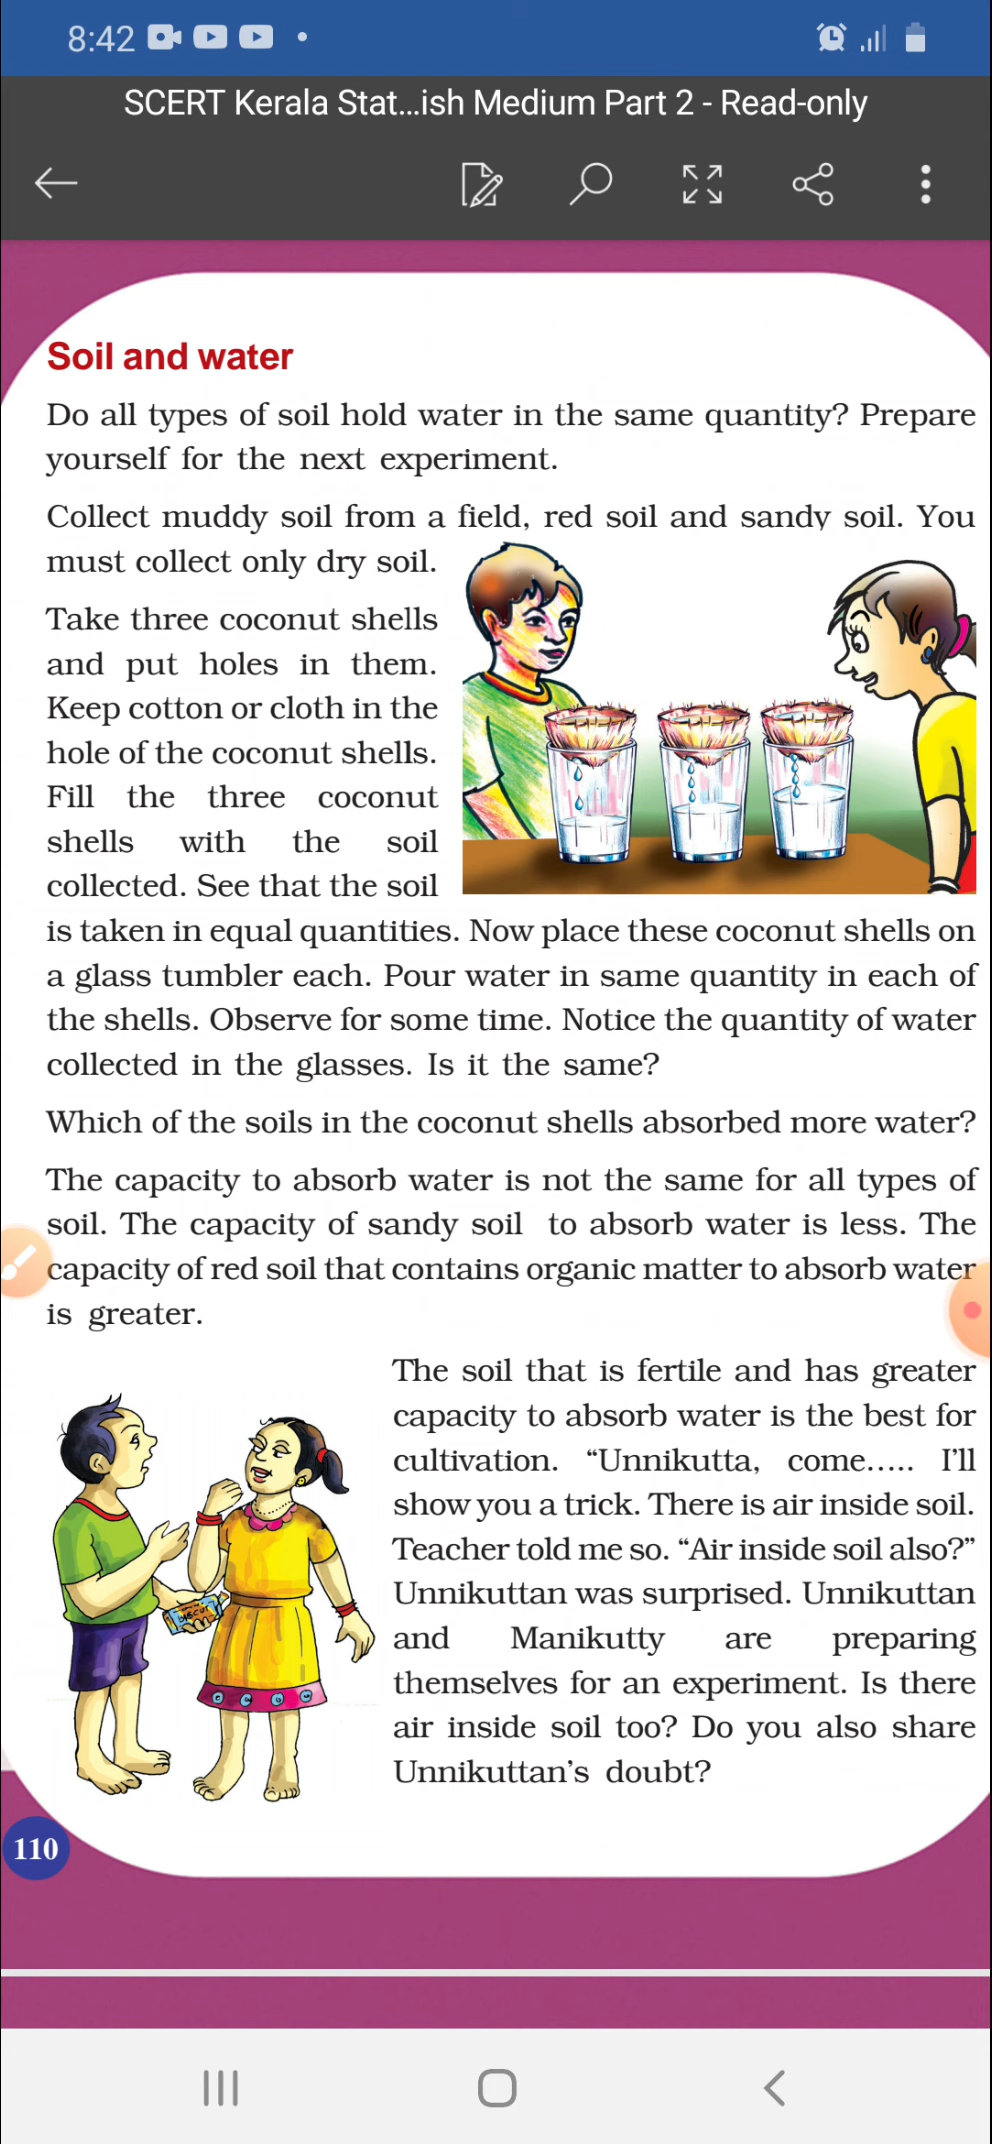 8:42
SCERT Kerala Stat...ish Medium Part 2 - Read-only
Soil and water
Do all types of soil hold water in the same quantity? Prepare
yourself for the next experiment.
Collect muddy soil from a field, red soil and sandy soil. You
must collect only dry soil.
Take three coconut shells
and put holes in them.
Keep cotton or cloth in the
hole of the coconut shells.
Fill the three coconut
shells with the soil
collected. See that the soil
is taken in equal quantities. Now place these coconut shells on
a glass tumbler each. Pour water in same quantity in each of
the shells. Observe for some time. Notice the quantity of water
collected in the glasses. Is it the same?
Which of the soils in the coconut shells absorbed more water?
The capacity to absorb water is not the same for all types of
soil. The capacity of sandy soil to absorb water is less. The
capacity of red soil that contains organic matter to absorb water
is greater.
The soil that is fertile and has greater
capacity to absorb water is the best for
cultivation. “Unnikutta, come..... I’ll
show you a trick. There is air inside soil.
Teacher told me so. “Air inside soil also?”
Unnikuttan was surprised. Unnikuttan
and Manikutty are preparing
themselves for an experiment. Is there
air inside soil too? Do you also share
Unnikuttan’s doubt?
110